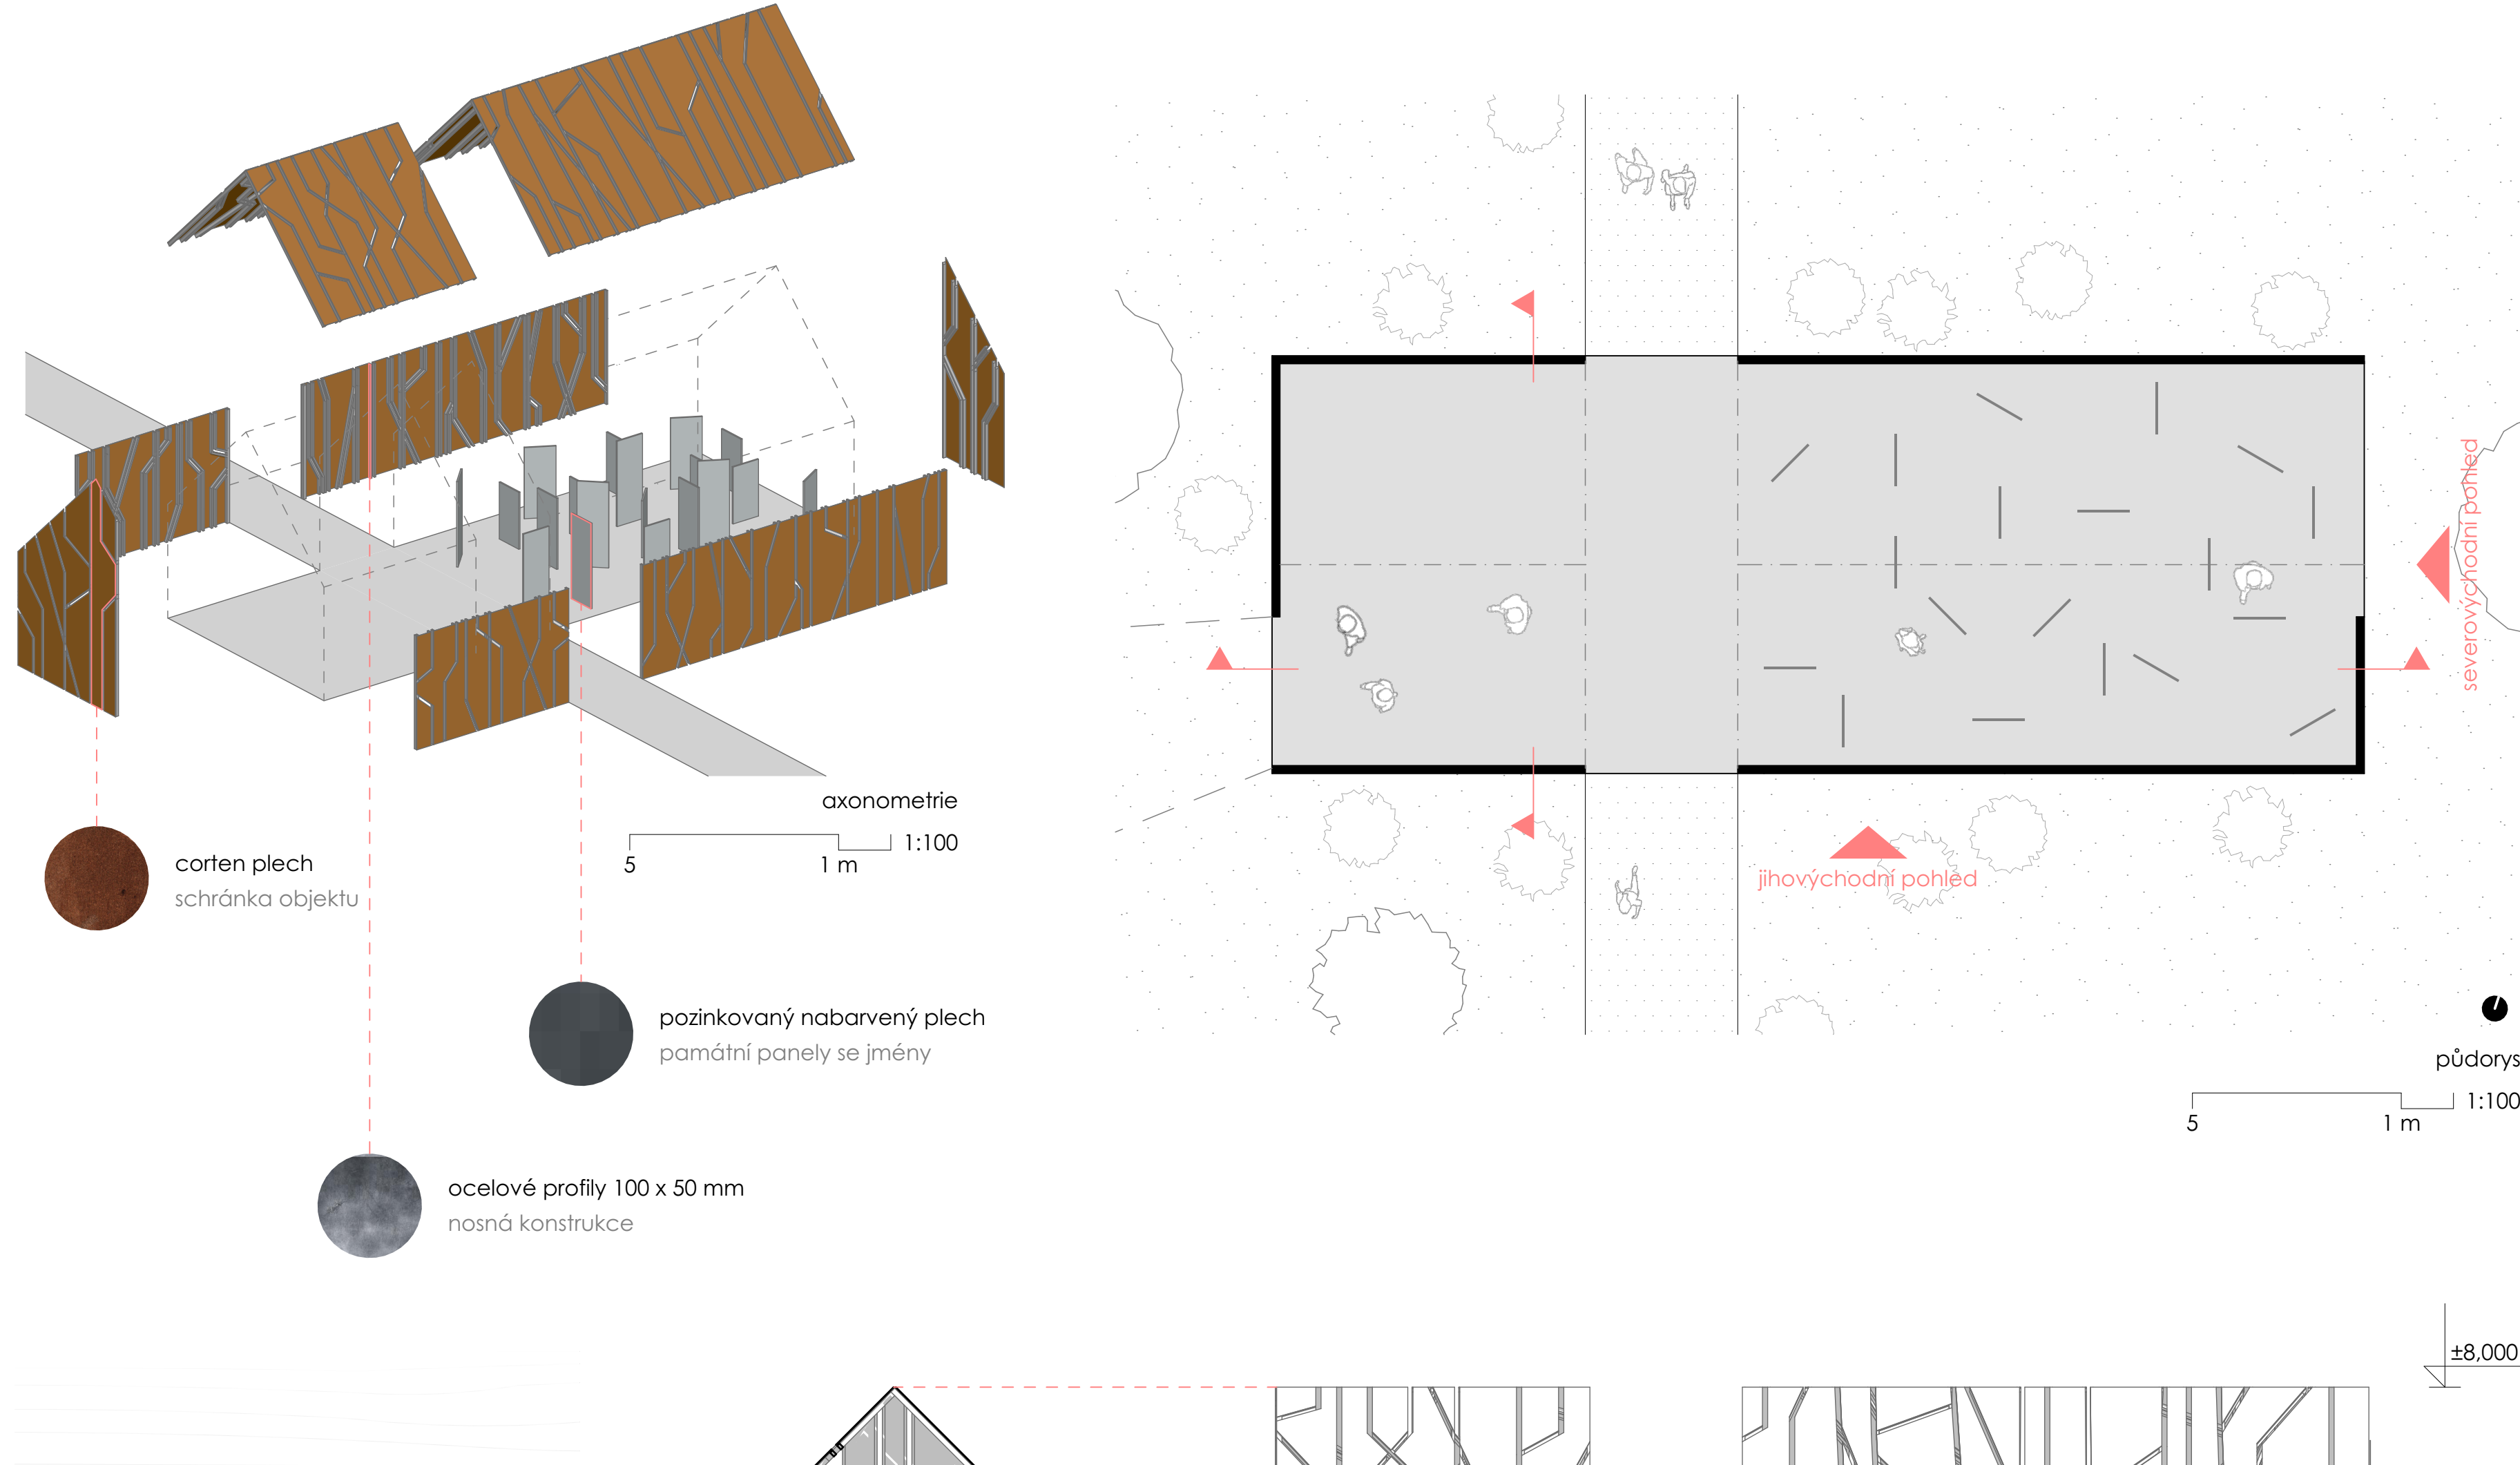 severovýchodní pohled
axonometrie
1:100
5
1 m
corten plech
schránka objektu
jihovýchodní pohled
pozinkovaný nabarvený plech
památní panely se jmény
půdorys
1:100
5
1 m
ocelové profily 100 x 50 mm
nosná konstrukce
±8,000